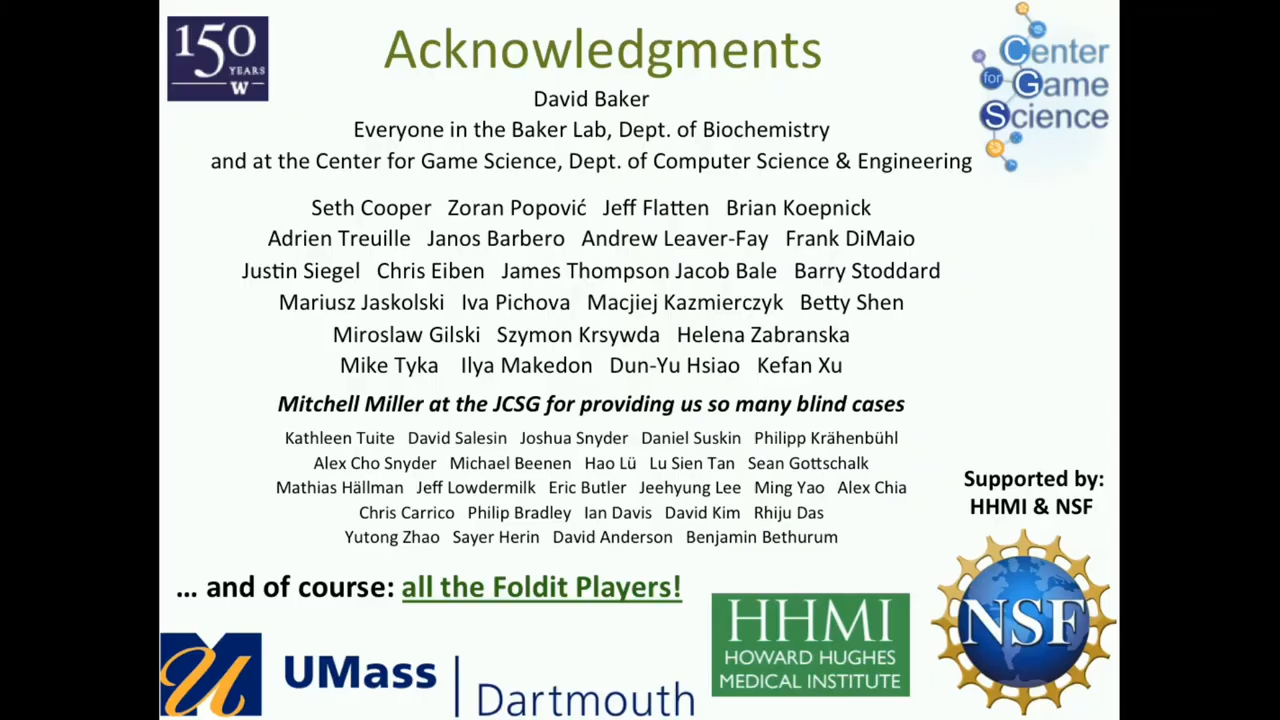 150
YEARS
W
Acknowledgments
Center
for Game
Science
David Baker
Everyone in the Baker Lab, Dept. of Biochemistry
and at the Center for Game Science, Dept. of Computer Science & Engineering
Seth Cooper Zoran Popović Jeff Flatten Brian Koepnick
Adrien Treuille Janos Barbero Andrew Leaver-Fay Frank DiMaio
Justin Siegel Chris Eiben James Thompson Jacob Bale Barry Stoddard
Mariusz Jaskolski Iva Pichova Macjiej Kazmierczyk Betty Shen
Miroslaw Gilski Szymon Krsywda Helena Zabranska
Mike Tyka Ilya Makedon Dun-Yu Hsiao Kefan Xu
Mitchell Miller at the JCSG for providing us so many blind cases
Kathleen Tuite David Salesin Joshua Snyder Daniel Suskin Philipp Krähenbühl
Alex Cho Snyder Michael Beenen Hao Lü Lu Sien Tan Sean Gottschalk
Mathias Hällman Jeff Lowdermilk Eric Butler Jeehyung Lee Ming Yao Alex Chia
Chris Carrico Philip Bradley Ian Davis David Kim Rhiju Das
Yutong Zhao Sayer Herin David Anderson Benjamin Bethurum
Supported by:
HHMI & NSF
… and of course: all the Foldit Players!
U
UMass
Dartmouth
HHMI
HOWARD HUGHES
MEDICAL INSTITUTE
NSF